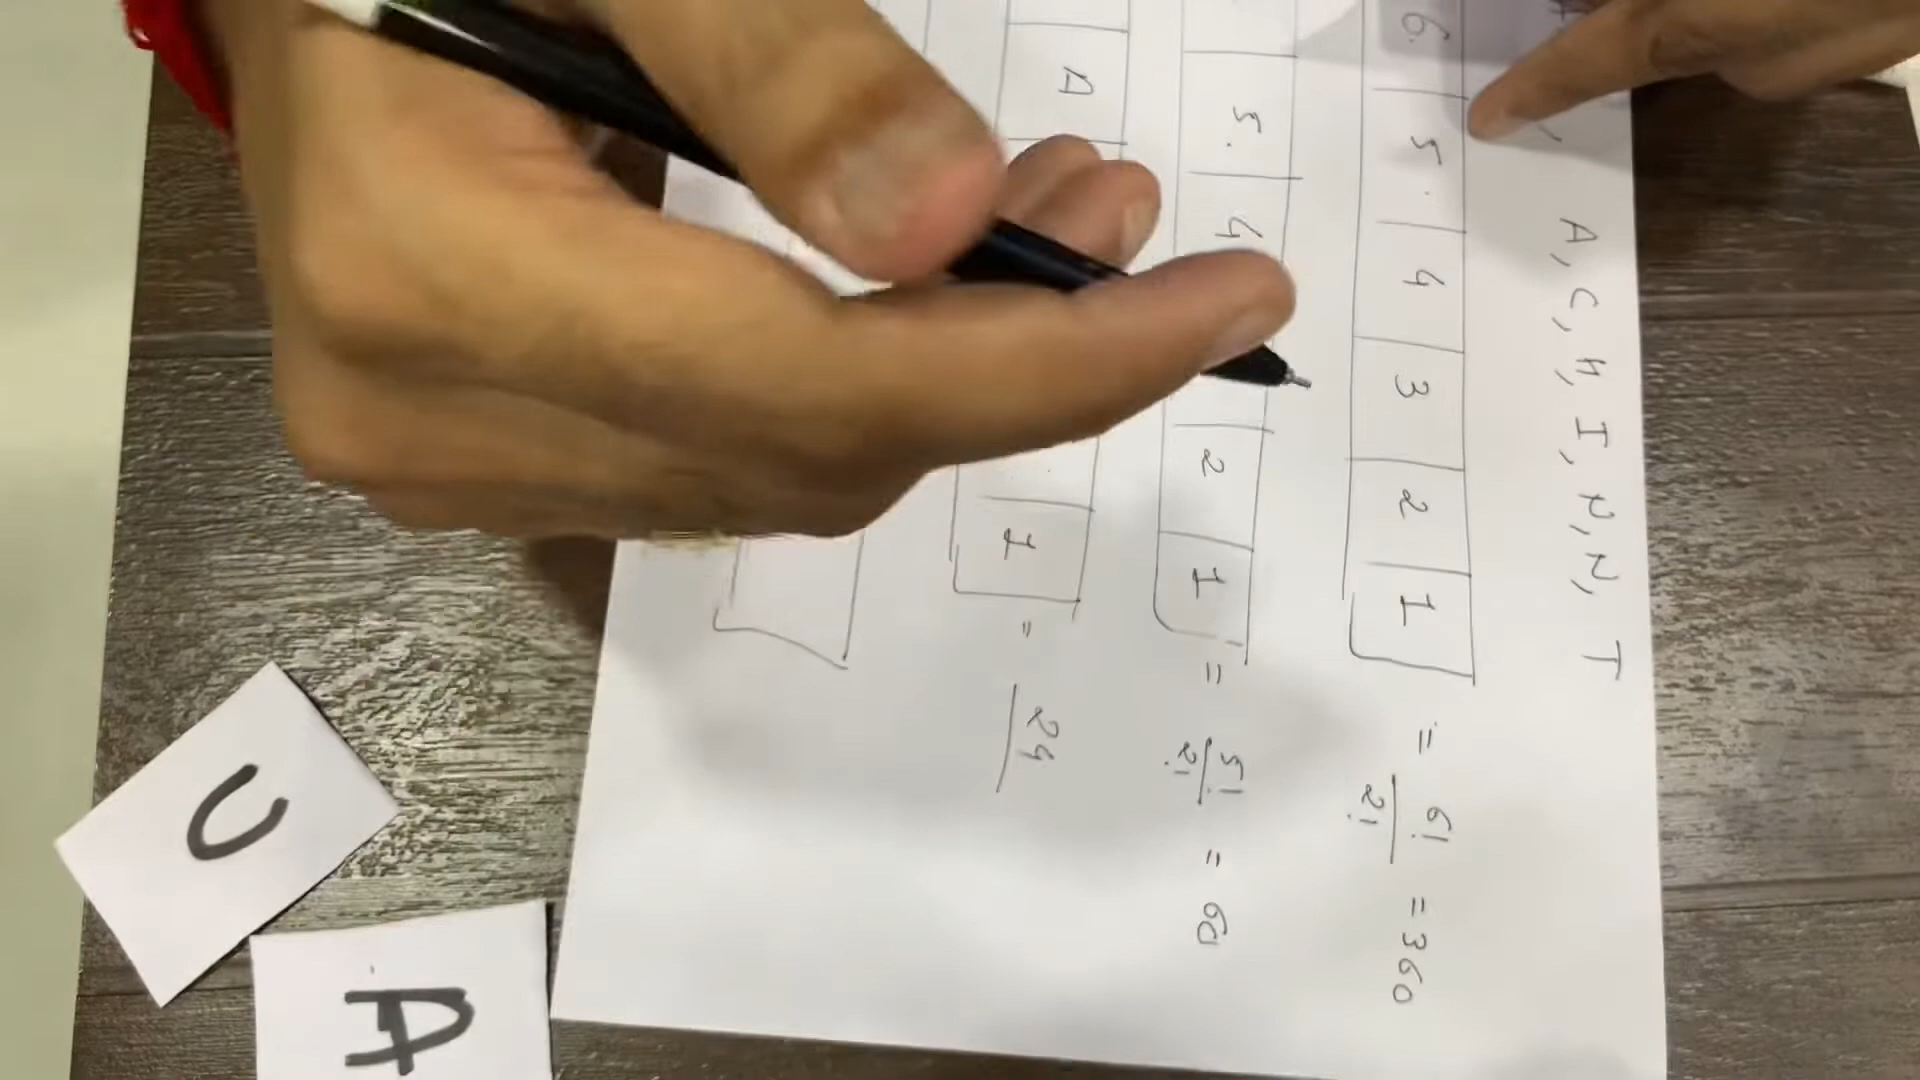 A, C, H, I, N, N, T
6. 5. 4 3 2 1 = 6!/2! = 360
5. 4 2 1 = 5!/2! = 60
A 1 = 24
C
A